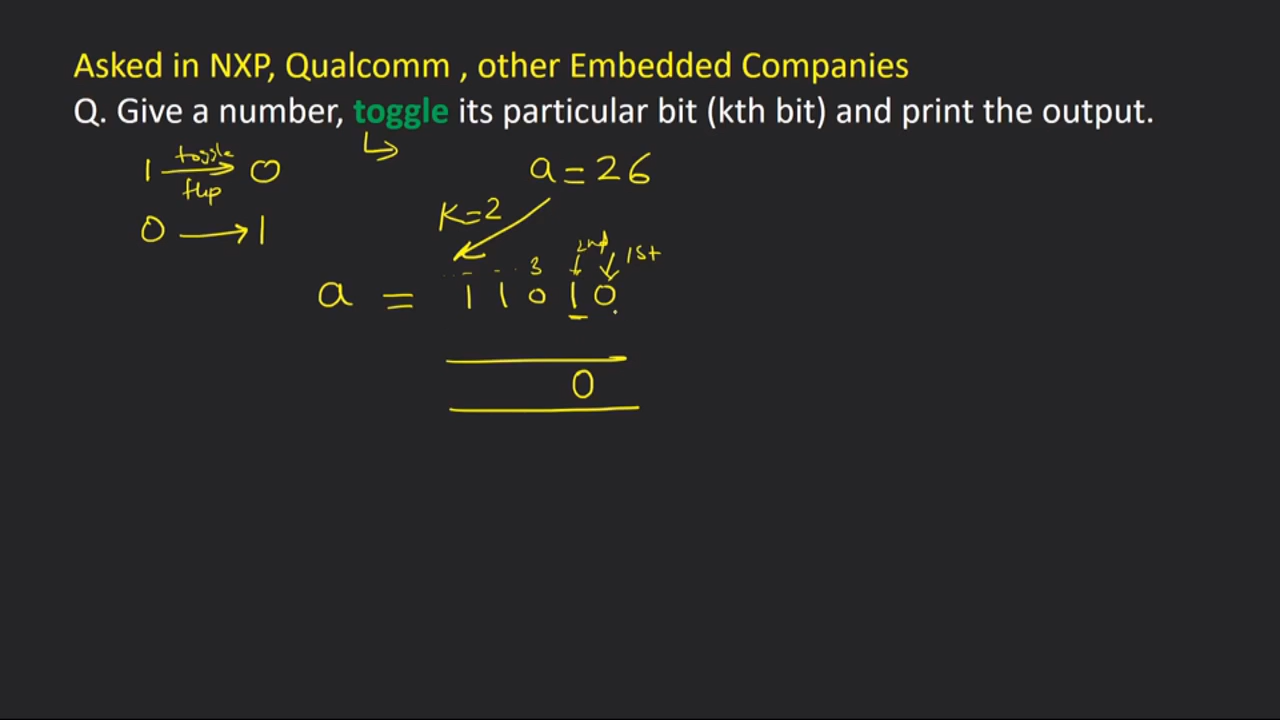 Asked in NXP, Qualcomm , other Embedded Companies
Q. Give a number, toggle its particular bit (kth bit) and print the output.
1 toggle 0
flip
a = 26
K=2
0 1
2nd 1st
3
a = 1 1 0 1 0
0